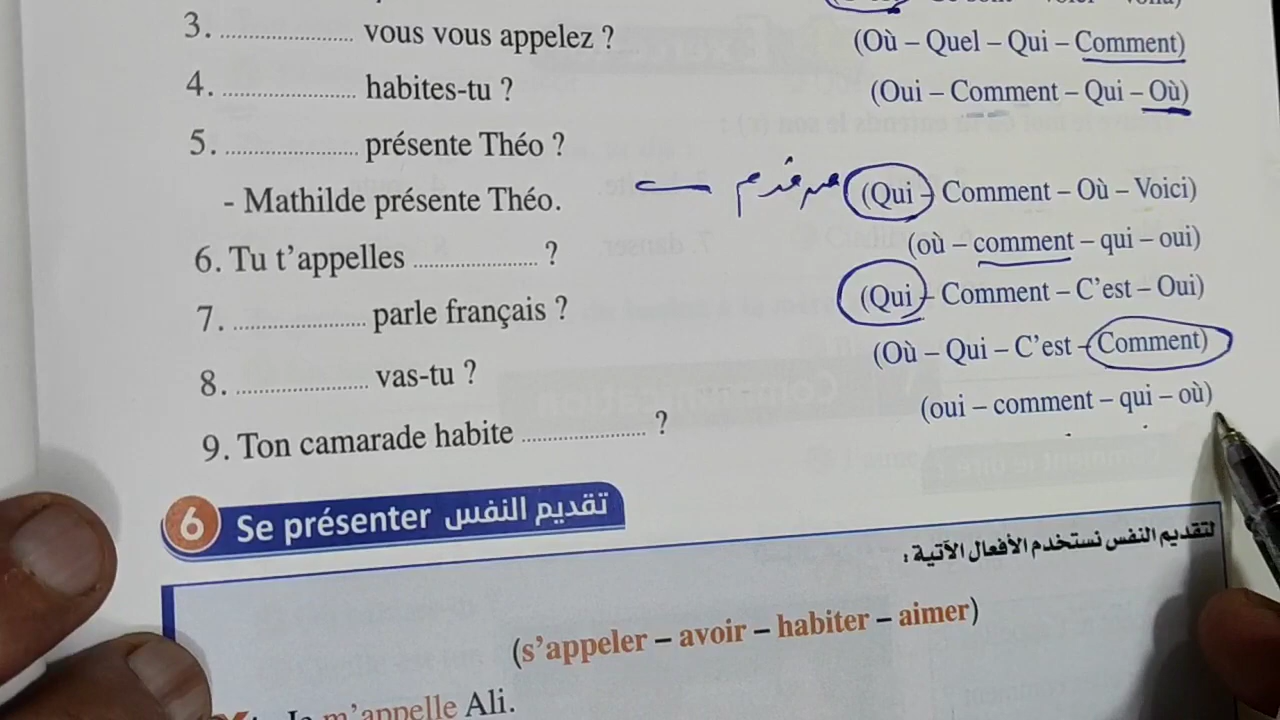 3. .................... vous vous appelez ? (Où – Quel – Qui – Comment)
4. .................... habites-tu ? (Oui – Comment – Qui – Où)
5. .................... présente Théo ?
- Mathilde présente Théo. (Qui – Comment – Où – Voici)
6. Tu t'appelles .................... ? (où – comment – qui – oui)
7. .................... parle français ? (Qui – Comment – C'est – Oui)
8. .................... vas-tu ? (Où – Qui – C'est – Comment)
9. Ton camarade habite .................... ? (oui – comment – qui – où)
6 Se présenter تقديم النفس
لتقديم النفس نستخدم الأفعال الآتية :
(s'appeler – avoir – habiter – aimer)
Je m'appelle Ali.